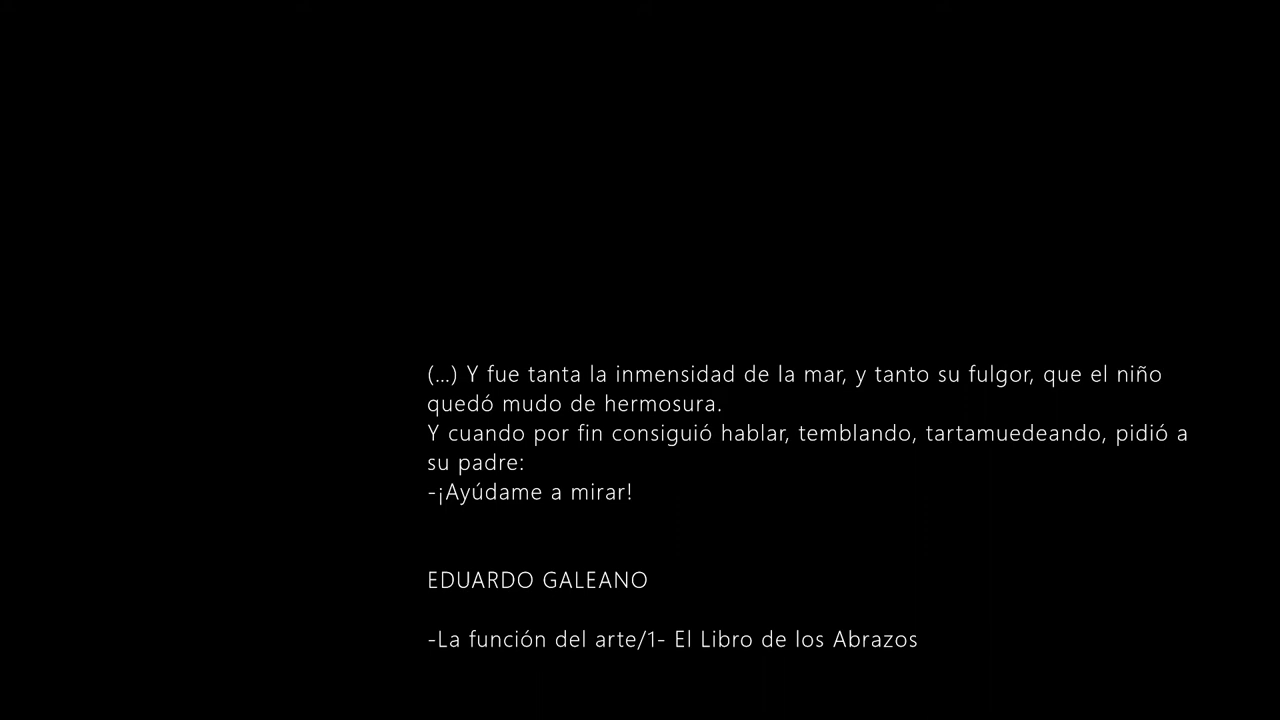 (...) Y fue tanta la inmensidad de la mar, y tanto su fulgor, que el niño
quedó mudo de hermosura.
Y cuando por fin consiguió hablar, temblando, tartamuedeando, pidió a
su padre:
-¡Ayúdame a mirar!
EDUARDO GALEANO
-La función del arte/1- El Libro de los Abrazos